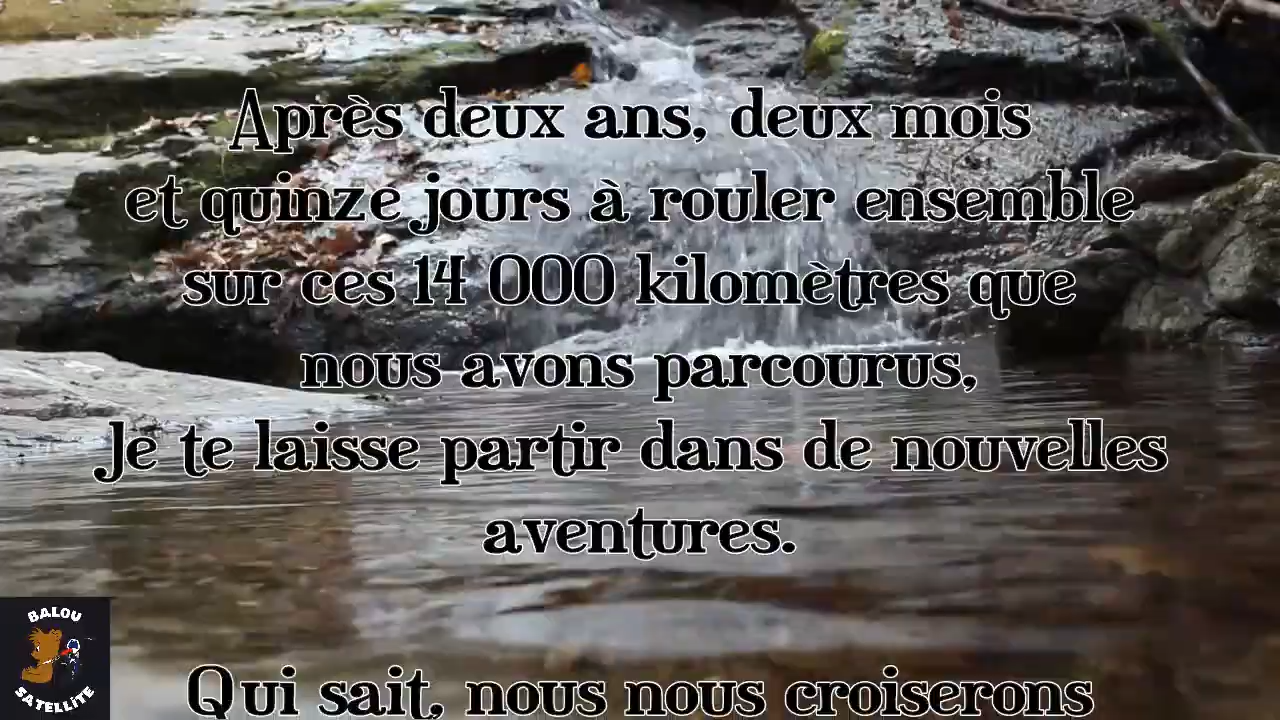 Après deux ans, deux mois
et quinze jours à rouler ensemble
sur ces 14 000 kilomètres que
nous avons parcourus,
Je te laisse partir dans de nouvelles
aventures.
Qui sait, nous nous croiserons
BALOU
SATELLiTE